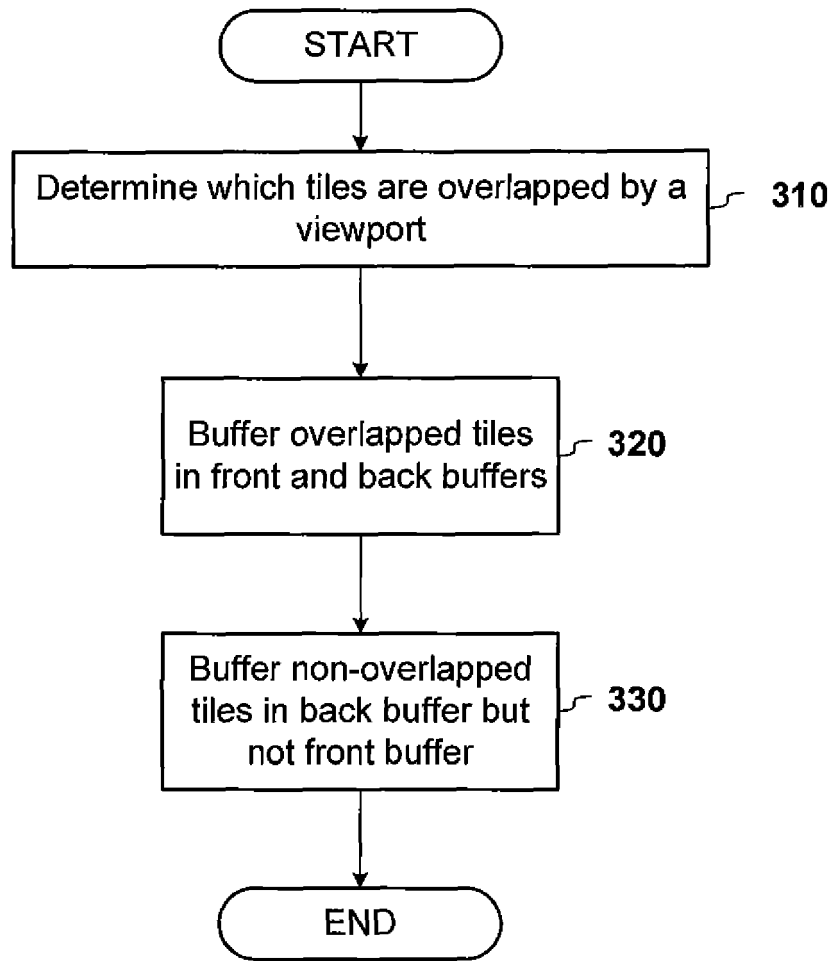 START
Determine which tiles are overlapped by a
viewport
310
Buffer overlapped tiles
in front and back buffers
320
Buffer non-overlapped
tiles in back buffer but
not front buffer
330
END